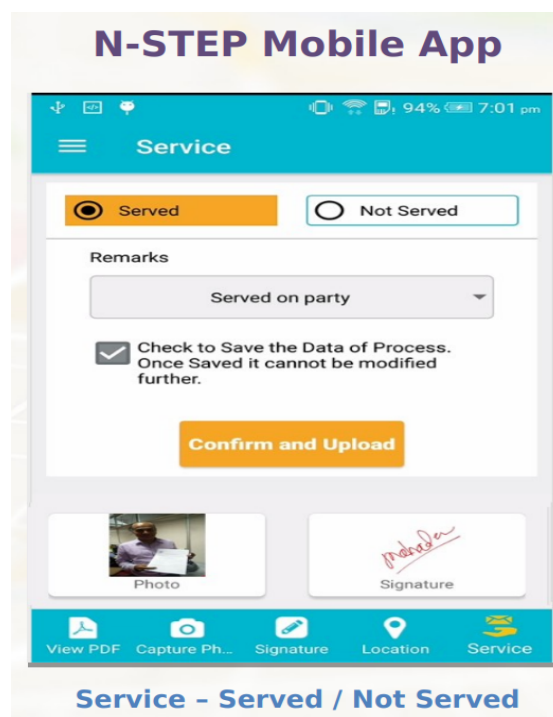 N-STEP Mobile App
94% 7:01 pm
Service
Served
Not Served
Remarks
Served on party
Check to Save the Data of Process.
Once Saved it cannot be modified
further.
Confirm and Upload
Photo
Signature
View PDF
Capture Ph...
Signature
Location
Service
Service – Served / Not Served